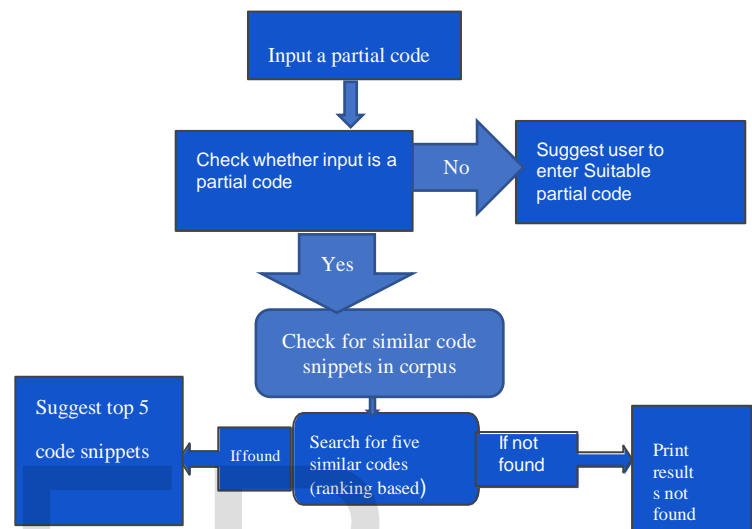 Input a partial code
Check whether input is a
partial code
No
Suggest user to
enter Suitable
partial code
Yes
Check for similar code
snippets in corpus
Suggest top 5
code snippets
If found
Search for five
similar codes
(ranking based)
If not
found
Print
result
s not
found